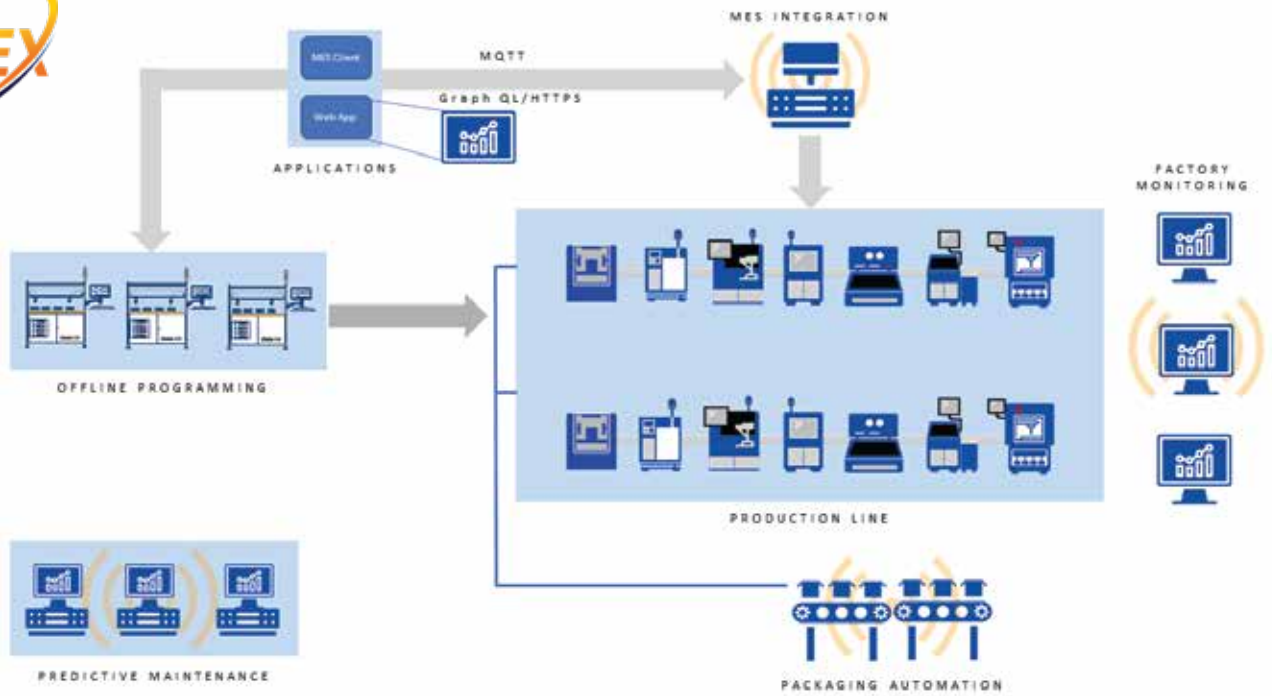 EX
MES INTEGRATION
MES Client
MQTT
Graph QL/HTTPS
Web App
APPLICATIONS
FACTORY
MONITORING
OFFLINE PROGRAMMING
PRODUCTION LINE
PREDICTIVE MAINTENANCE
PACKAGING AUTOMATION